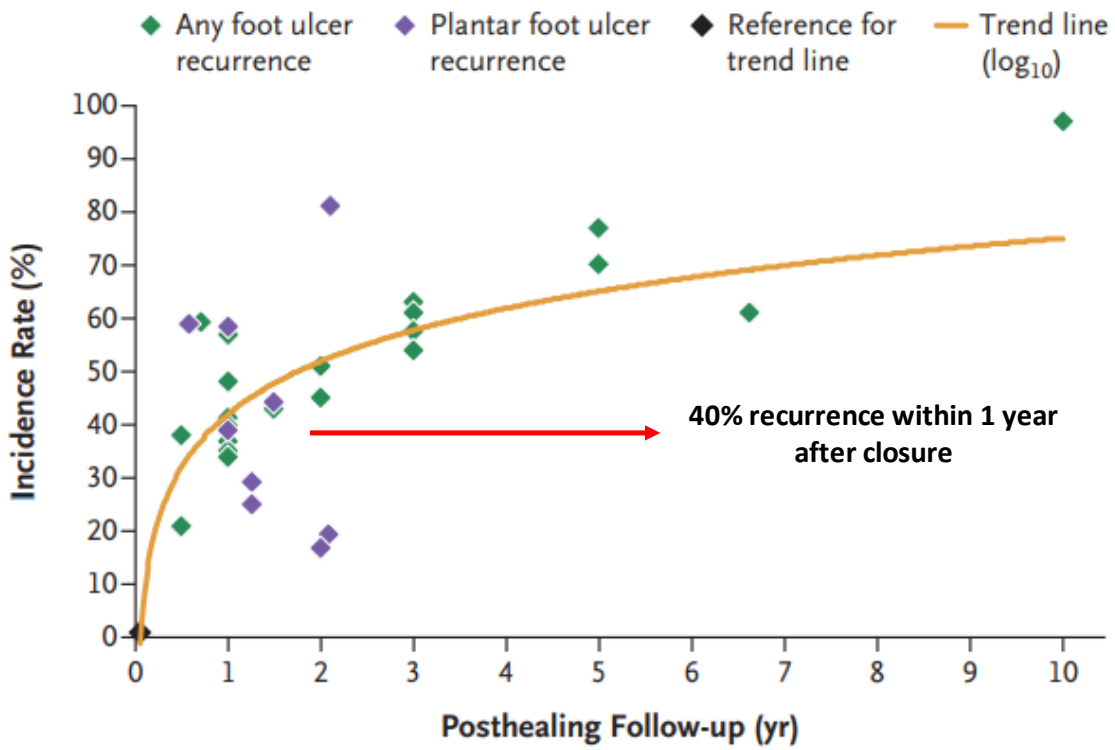 Any foot ulcer
recurrence
Plantar foot ulcer
recurrence
Reference for
trend line
Trend line
(log10)
Incidence Rate (%)
100
90
80
70
60
50
40
30
20
10
0
40% recurrence within 1 year
after closure
0 1 2 3 4 5 6 7 8 9 10
Posthealing Follow-up (yr)